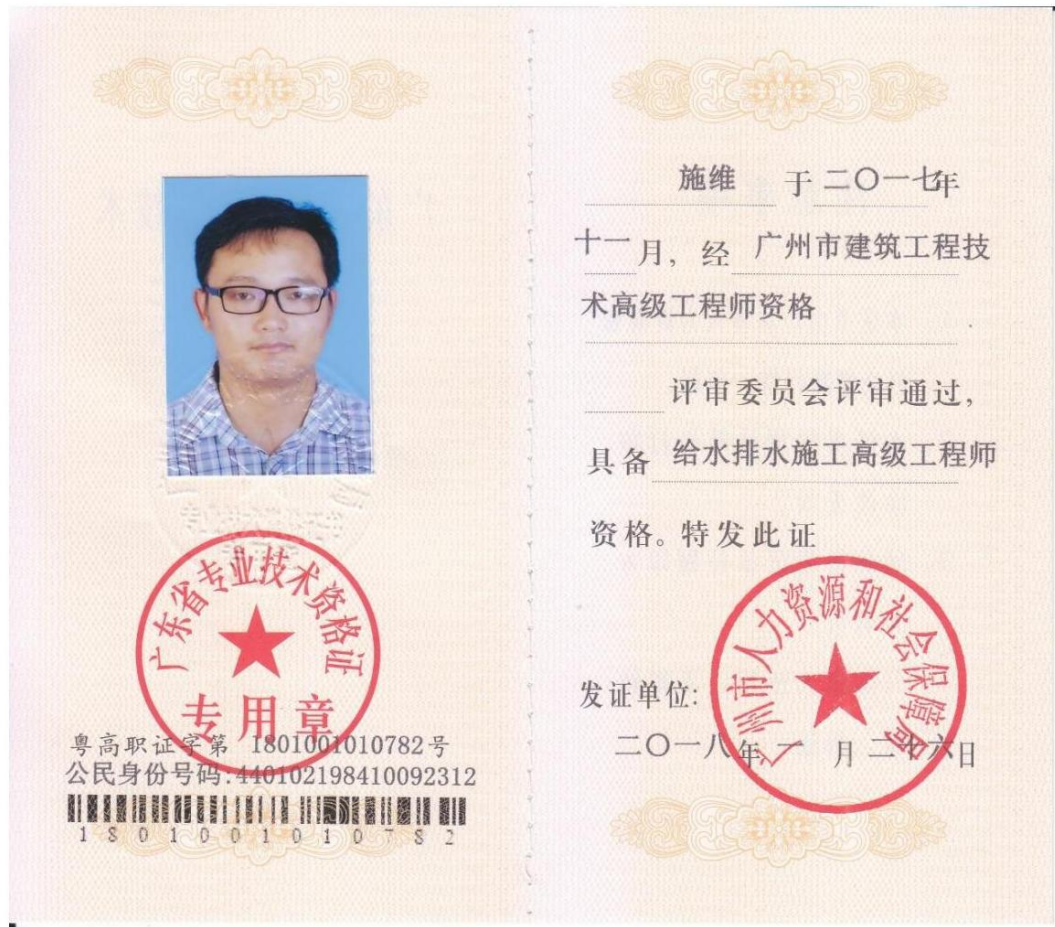 广东省专业技术资格证
专用章
粤高职证字第 1801001010782号
公民身份号码:440102198410092312
1801001010782
施维 于二〇一七年
十一月，经 广州市建筑工程技
术高级工程师资格
评审委员会评审通过，
具备 给水排水施工高级工程师
资格。特发此证
广州市人力资源和社会保障局
发证单位:
二〇一八年 一 月二十六日